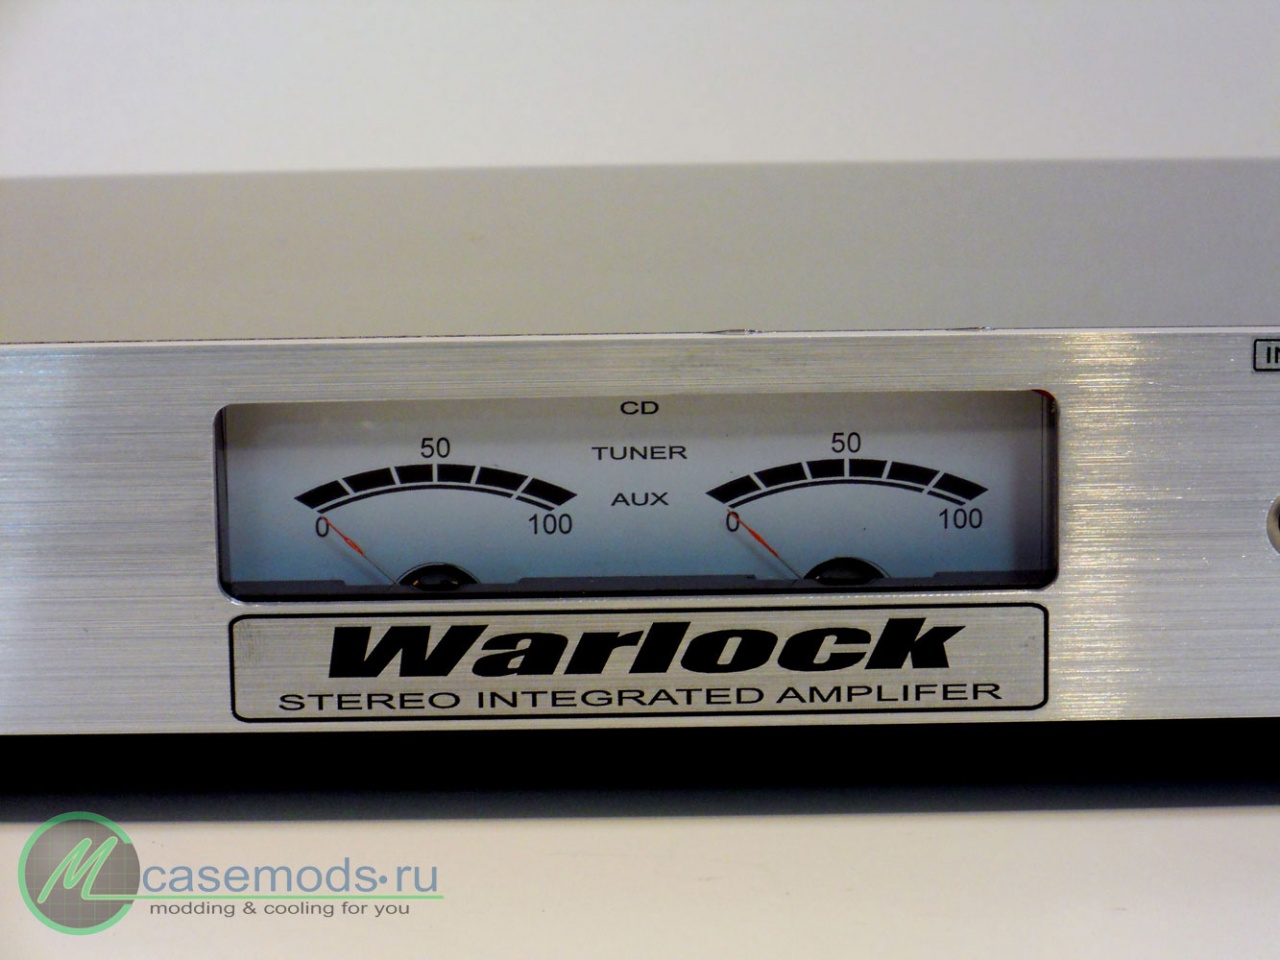 CD
50
TUNER
50
AUX
0
100
0
100
Warlock
STEREO INTEGRATED AMPLIFER
casemods.ru
modding & cooling for you